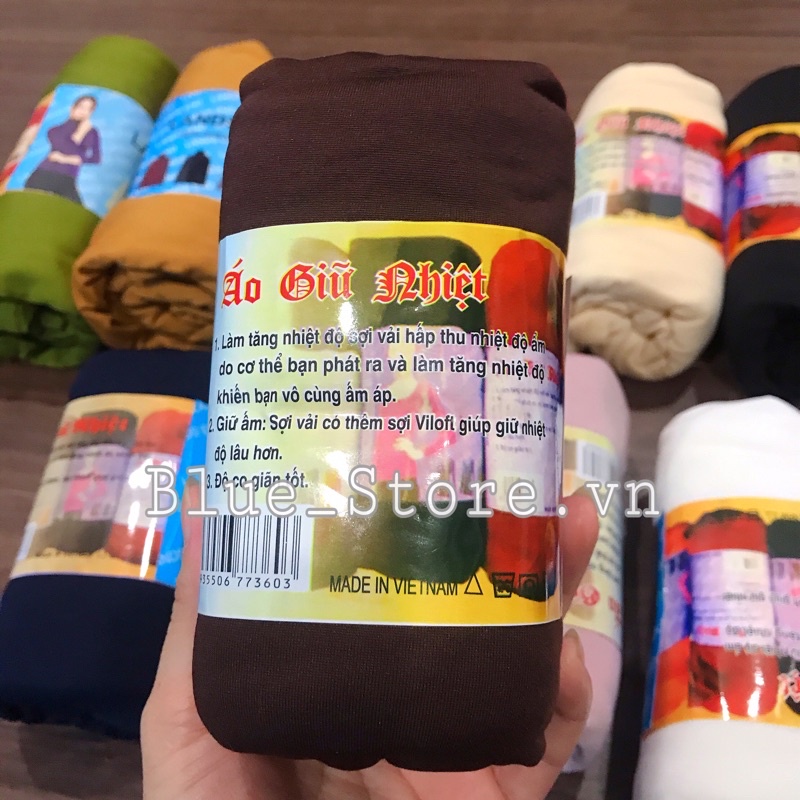 Áo Giữ Nhiệt
1. Làm tăng nhiệt độ sợi vải hấp thu nhiệt độ ẩm
do cơ thể bạn phát ra và làm tăng nhiệt độ
khiến bạn vô cùng ấm áp.
2. Giữ ấm: Sợi vải có thêm sợi Viloft giúp giữ nhiệt
độ lâu hơn.
3. Độ co giãn tốt.
Blue_Store.vn
435506 773603
MADE IN VIETNAM